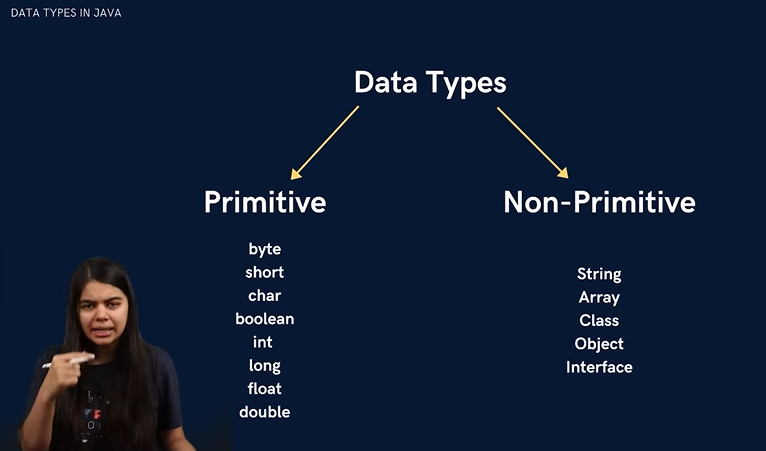 DATA TYPES IN JAVA
Data Types
Primitive
byte
short
char
boolean
int
long
float
double
Non-Primitive
String
Array
Class
Object
Interface